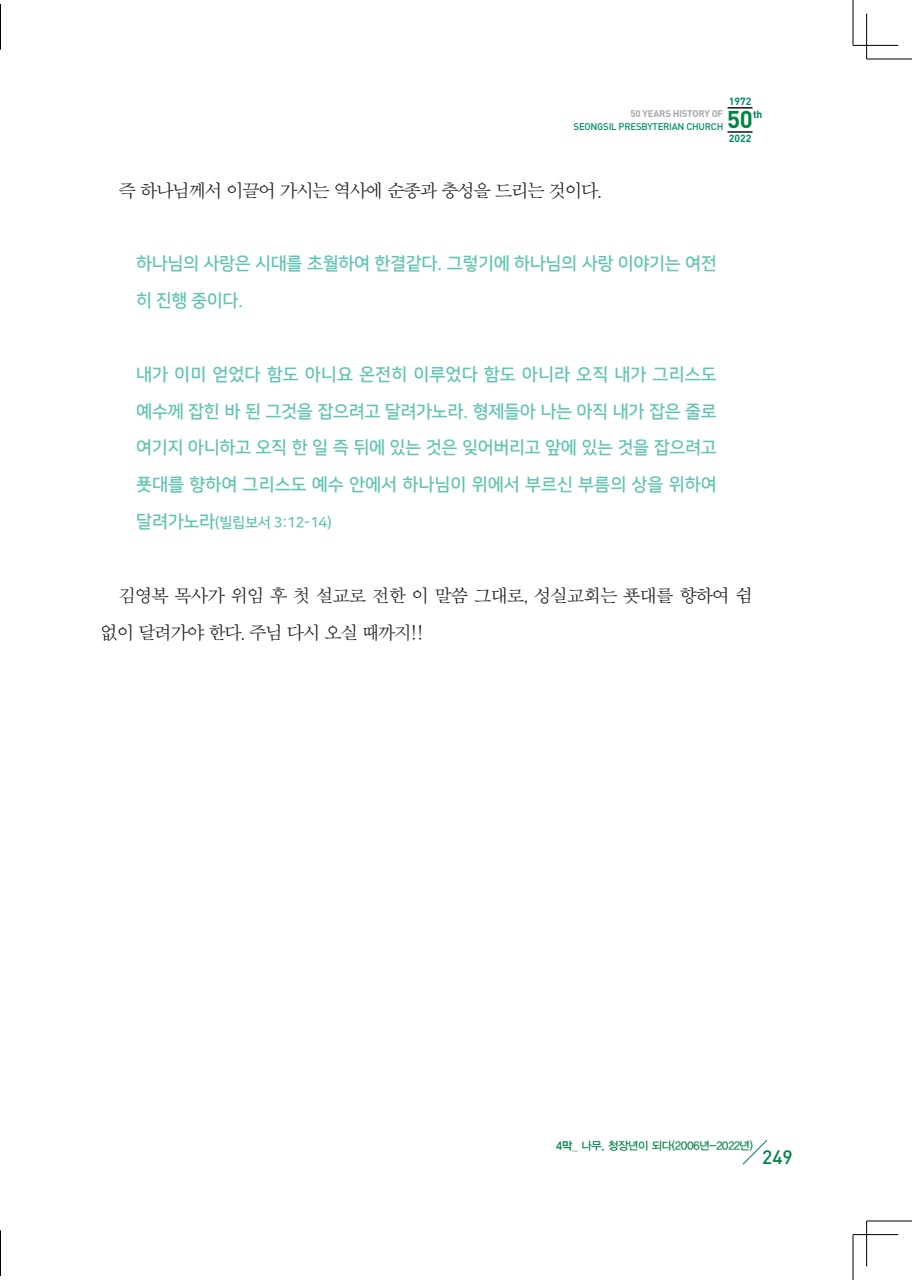 50 YEARS HISTORY OF
SEONGSIL PRESBYTERIAN CHURCH
1972
50th
2022
즉 하나님께서 이끌어 가시는 역사에 순종과 충성을 드리는 것이다.
하나님의 사랑은 시대를 초월하여 한결같다. 그렇기에 하나님의 사랑 이야기는 여전
히 진행 중이다.
내가 이미 얻었다 함도 아니요 온전히 이루었다 함도 아니라 오직 내가 그리스도
예수께 잡힌 바 된 그것을 잡으려고 달려가노라. 형제들아 나는 아직 내가 잡은 줄로
여기지 아니하고 오직 한 일 즉 뒤에 있는 것은 잊어버리고 앞에 있는 것을 잡으려고
푯대를 향하여 그리스도 예수 안에서 하나님이 위에서 부르신 부름의 상을 위하여
달려가노라(빌립보서 3:12-14)
김영복 목사가 위임 후 첫 설교로 전한 이 말씀 그대로, 성실교회는 푯대를 향하여 쉼
없이 달려가야 한다. 주님 다시 오실 때까지!!
4막_ 나무, 청장년이 되다(2006년-2022년)
249